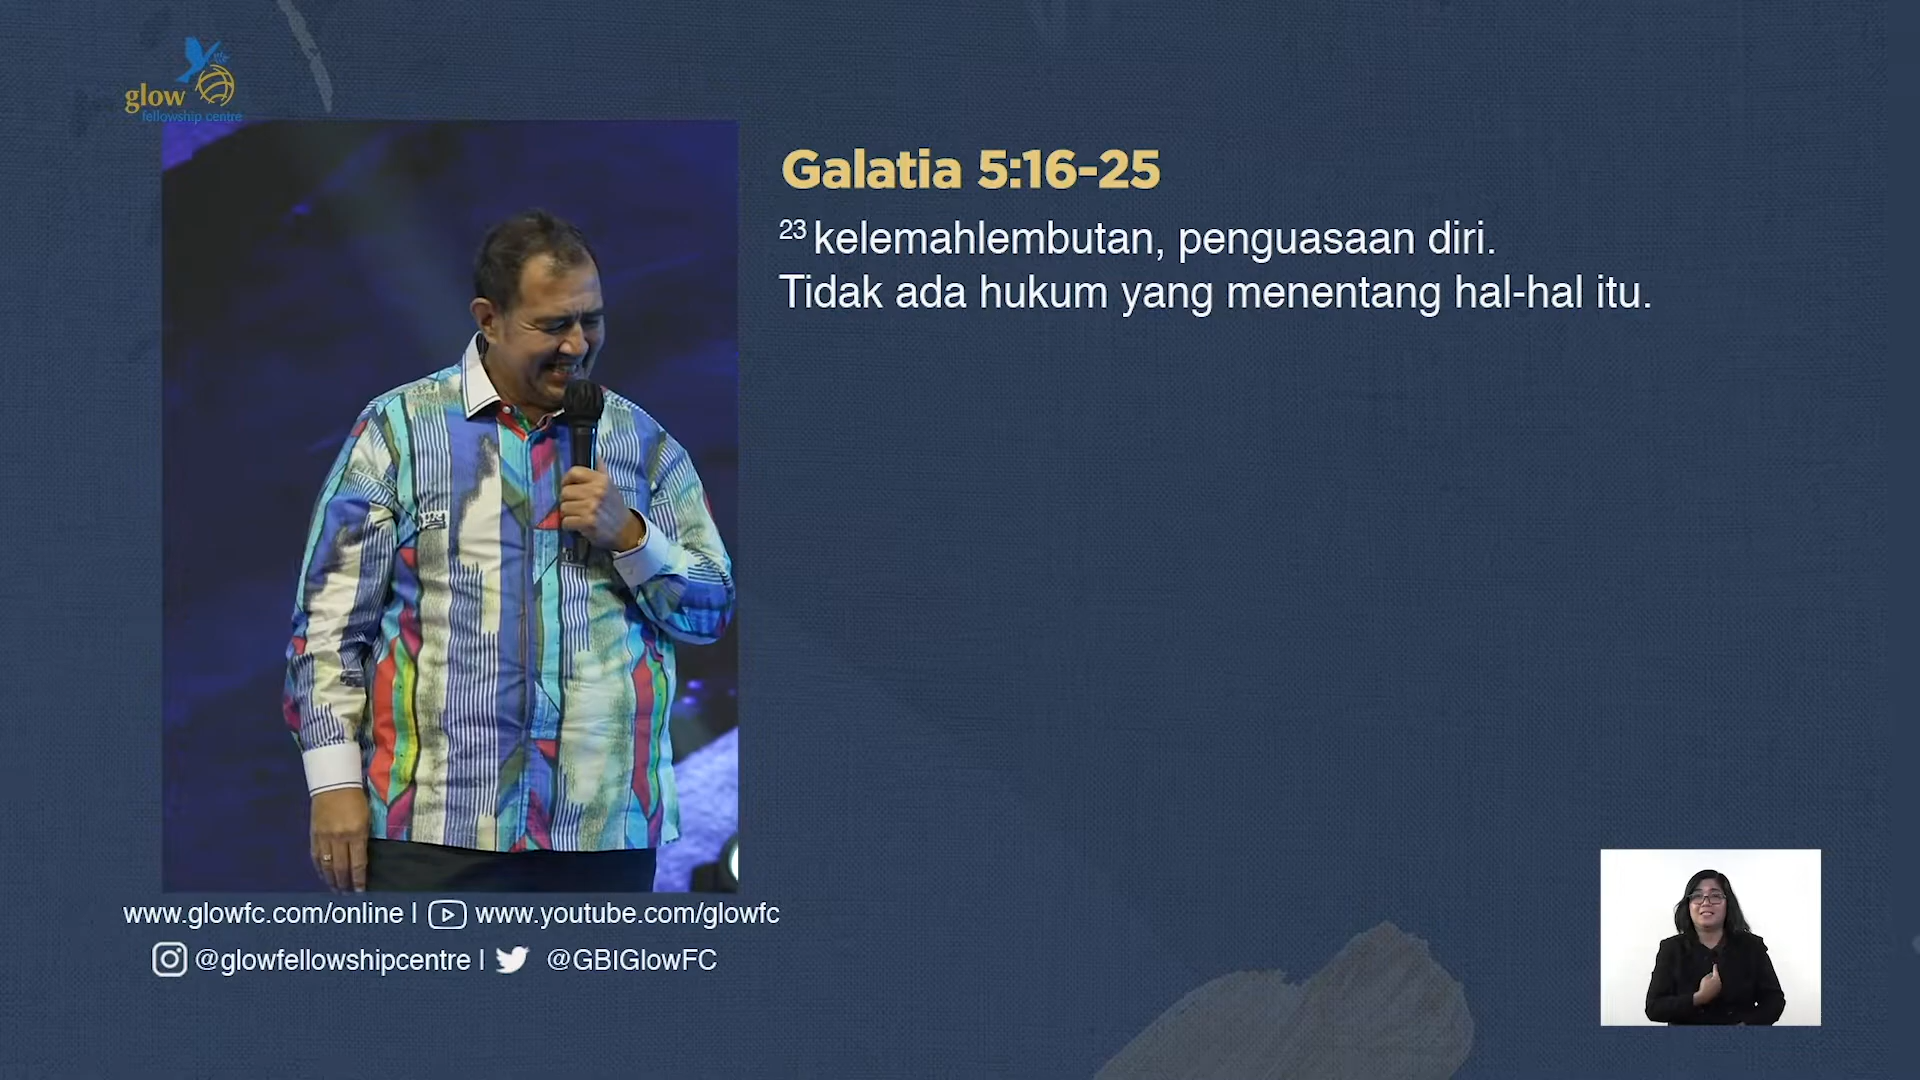 glow
fellowship centre
Galatia 5:16-25
23 kelemahlembutan, penguasaan diri.
Tidak ada hukum yang menentang hal-hal itu.
www.glowfc.com/online | www.youtube.com/glowfc
@glowfellowshipcentre | @GBIGlowFC